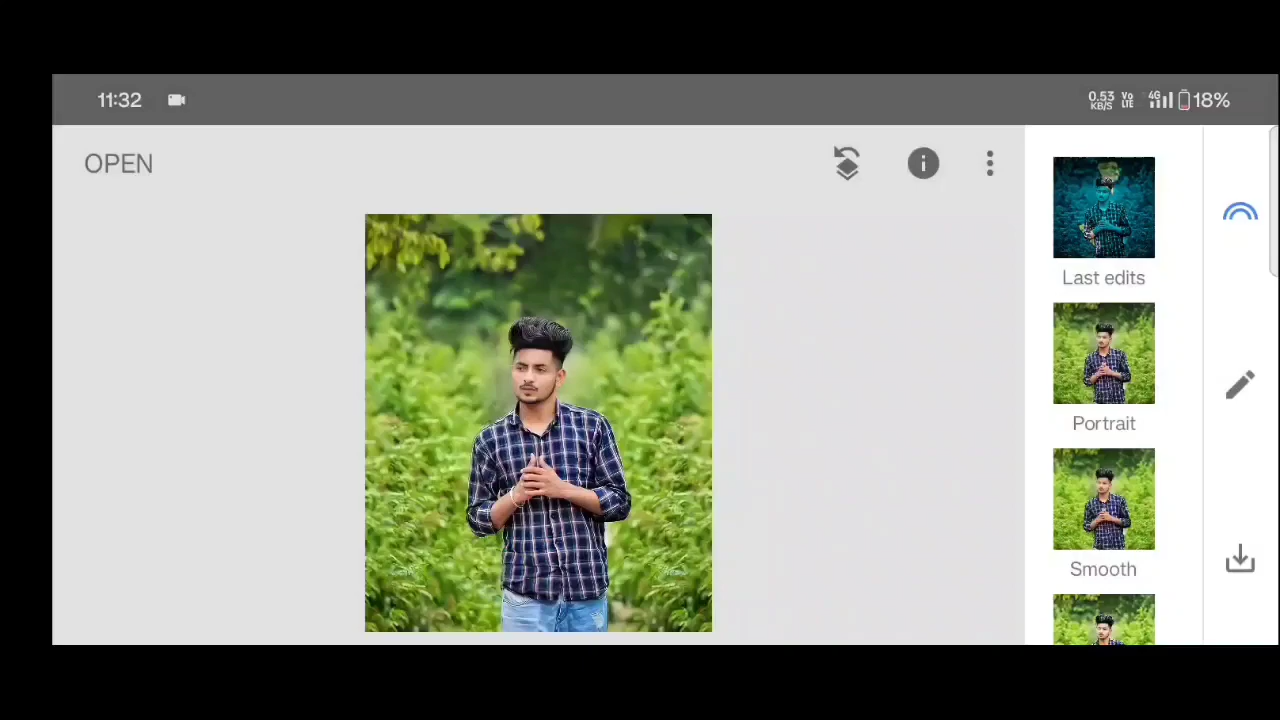 11:32
0.53 KB/S Vo LTE 4G 18%
OPEN
Last edits
Portrait
Smooth